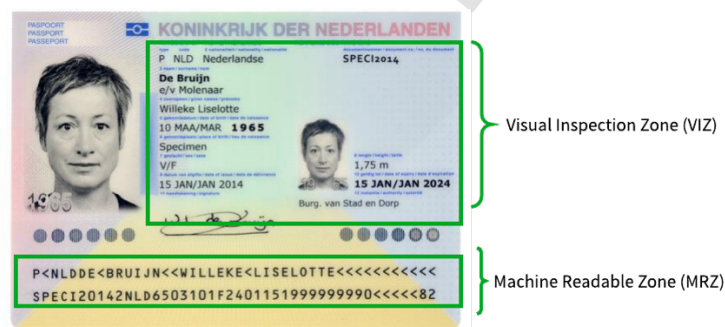 PASPOORT
PASSPORT
PASSEPORT
KONINKRIJK DER NEDERLANDEN
P NLD Nederlandse
SPECI2014
De Bruijn
e/v Molenaar
Willeke Liselotte
10 MAA/MAR 1965
Specimen
V/F
1,75 m
15 JAN/JAN 2014
15 JAN/JAN 2024
Burg. van Stad en Dorp
1965
P<NLDDE<BRUIJN<<WILLEKE<LISELOTTE<<<<<<<<<<<
SPECI20142NLD6503101F2401151999999990<<<<<82
Visual Inspection Zone (VIZ)
Machine Readable Zone (MRZ)